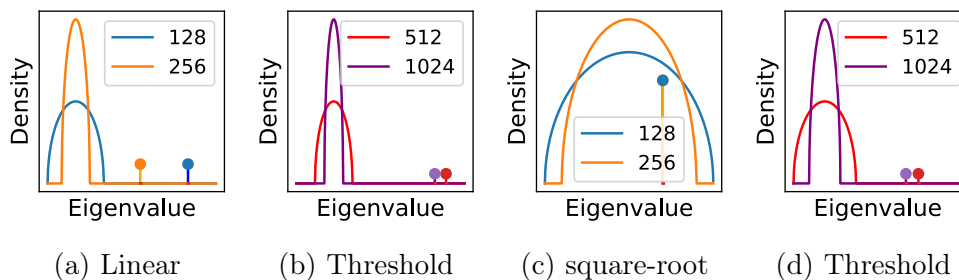 Density
128
256
Eigenvalue
(a) Linear
Density
512
1024
Eigenvalue
(b) Threshold
Density
128
256
Eigenvalue
(c) square-root
Density
512
1024
Eigenvalue
(d) Threshold